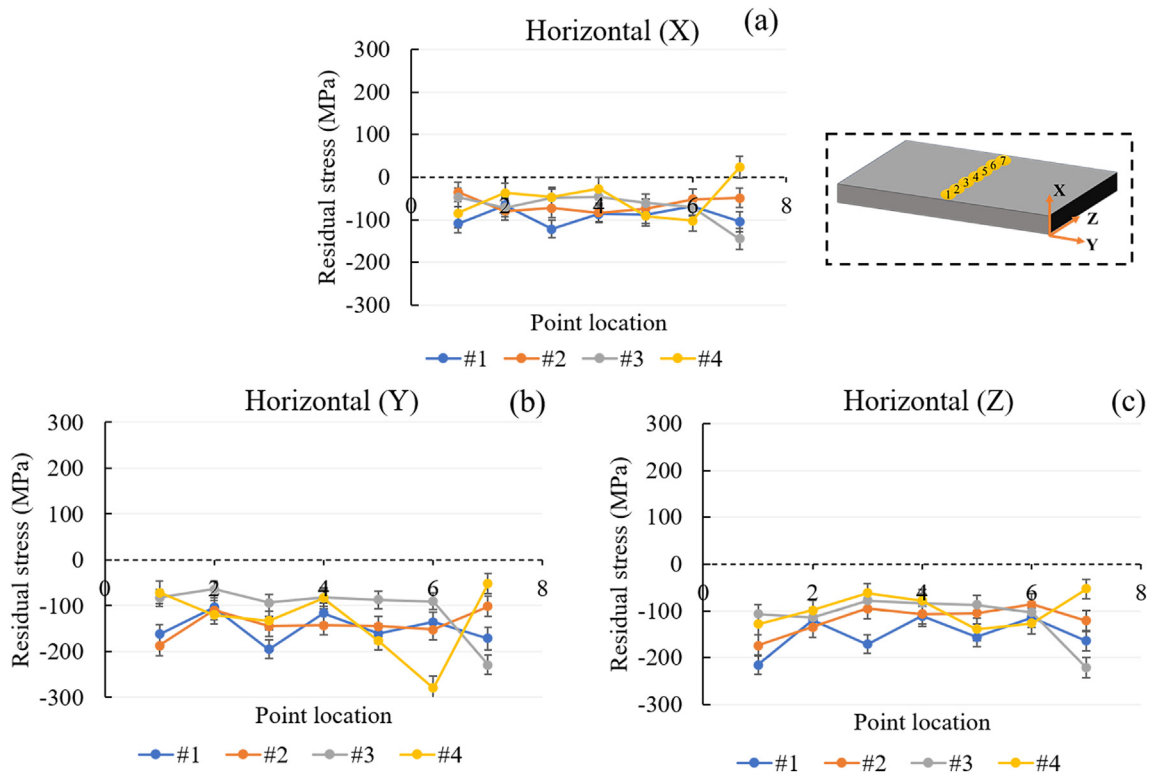 Horizontal (X)
(a)
Residual stress (MPa)
300
200
100
0
-100
-200
-300
0 2 4 6 8
Point location
#1 #2 #3 #4
1 2 3 4 5 6 7
X
Z
Y
Horizontal (Y)
(b)
Residual stress (MPa)
300
200
100
0
-100
-200
-300
0 2 4 6 8
Point location
#1 #2 #3 #4
Horizontal (Z)
(c)
Residual stress (MPa)
300
200
100
0
-100
-200
-300
0 2 4 6 8
Point location
#1 #2 #3 #4